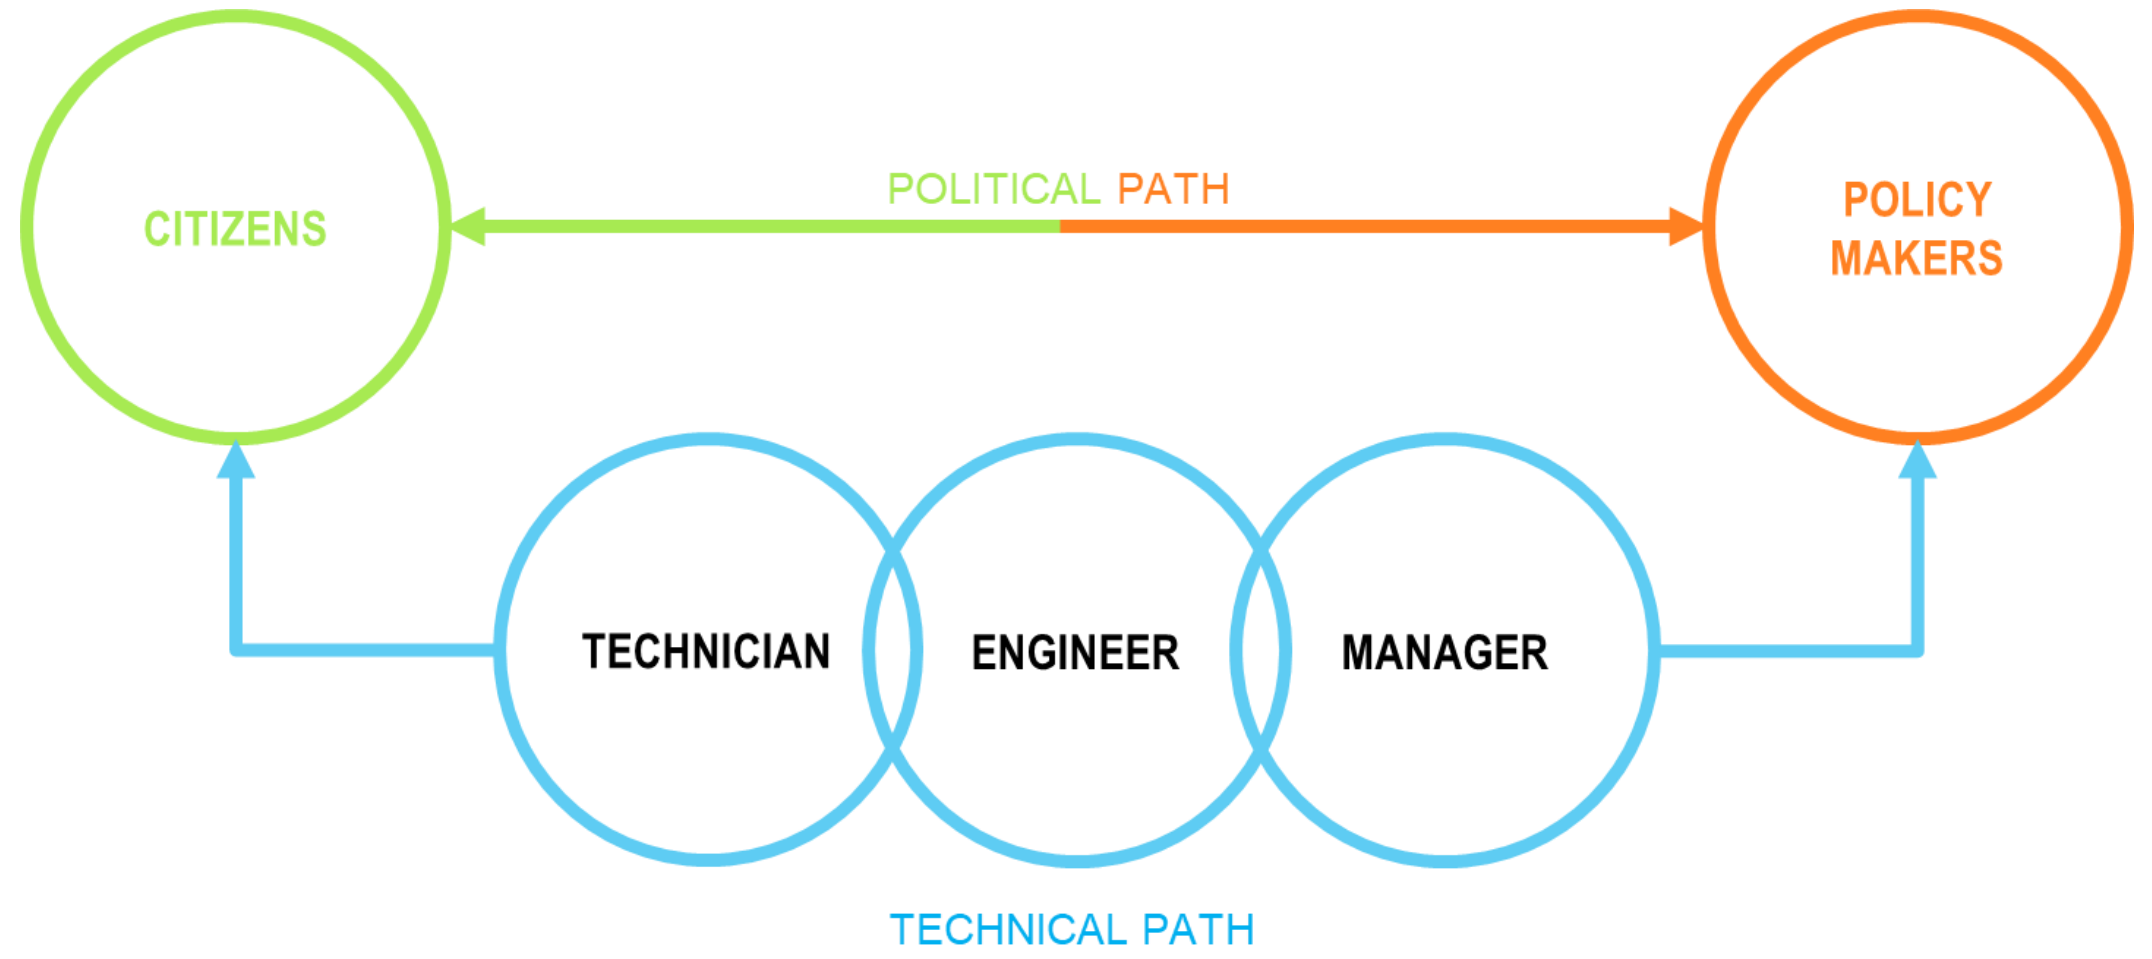 POLITICAL PATH
CITIZENS
POLICY
MAKERS
TECHNICIAN
ENGINEER
MANAGER
TECHNICAL PATH